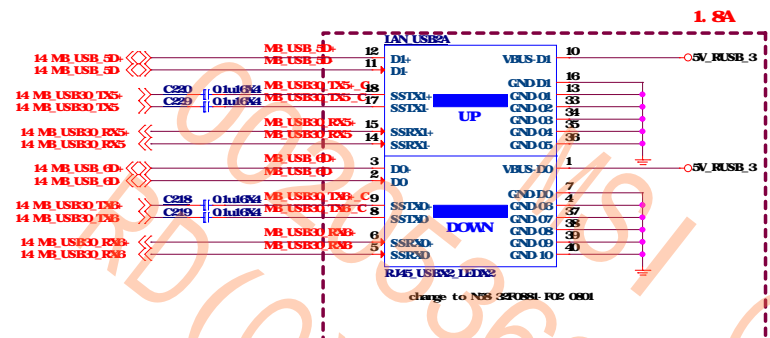 1. 8A
LAN_USB2A
14 MB_USB_5D+ MB_USB_5D+ 12 D1+ VBUS-D1 10 5V_RUSB_3
14 MB_USB_5D- MB_USB_5D- 11 D1-
GND-D1 16
14 MB_USB30_TX5+ C220 0.1u16X4 MB_USB30_TX5+_C 18 SSTX1+ GND-01 13
14 MB_USB30_TX5- C229 0.1u16X4 MB_USB30_TX5-_C 17 SSTX1- GND-02 33
GND-03 34
UP
14 MB_USB30_RX5+ MB_USB30_RX5+ 15 SSRX1+ GND-04 35
14 MB_USB30_RX5- MB_USB30_RX5- 14 SSRX1- GND-05 36
14 MB_USB_6D+ MB_USB_6D+ 3 D0+ VBUS-D0 1 5V_RUSB_3
14 MB_USB_6D- MB_USB_6D- 2 D0-
GND-D0 7
14 MB_USB30_TX6+ C218 0.1u16X4 MB_USB30_TX6+_C 9 SSTX0+ GND-06 4
14 MB_USB30_TX6- C219 0.1u16X4 MB_USB30_TX6-_C 8 SSTX0- GND-07 37
DOWN GND-08 38
14 MB_USB30_RX6+ MB_USB30_RX6+ 6 SSRX0+ GND-09 39
14 MB_USB30_RX6- MB_USB30_RX6- 5 SSRX0- GND-10 40
RJ45_USBX2_LEDX2
change to N58-32F0881-F02 0801
MSI